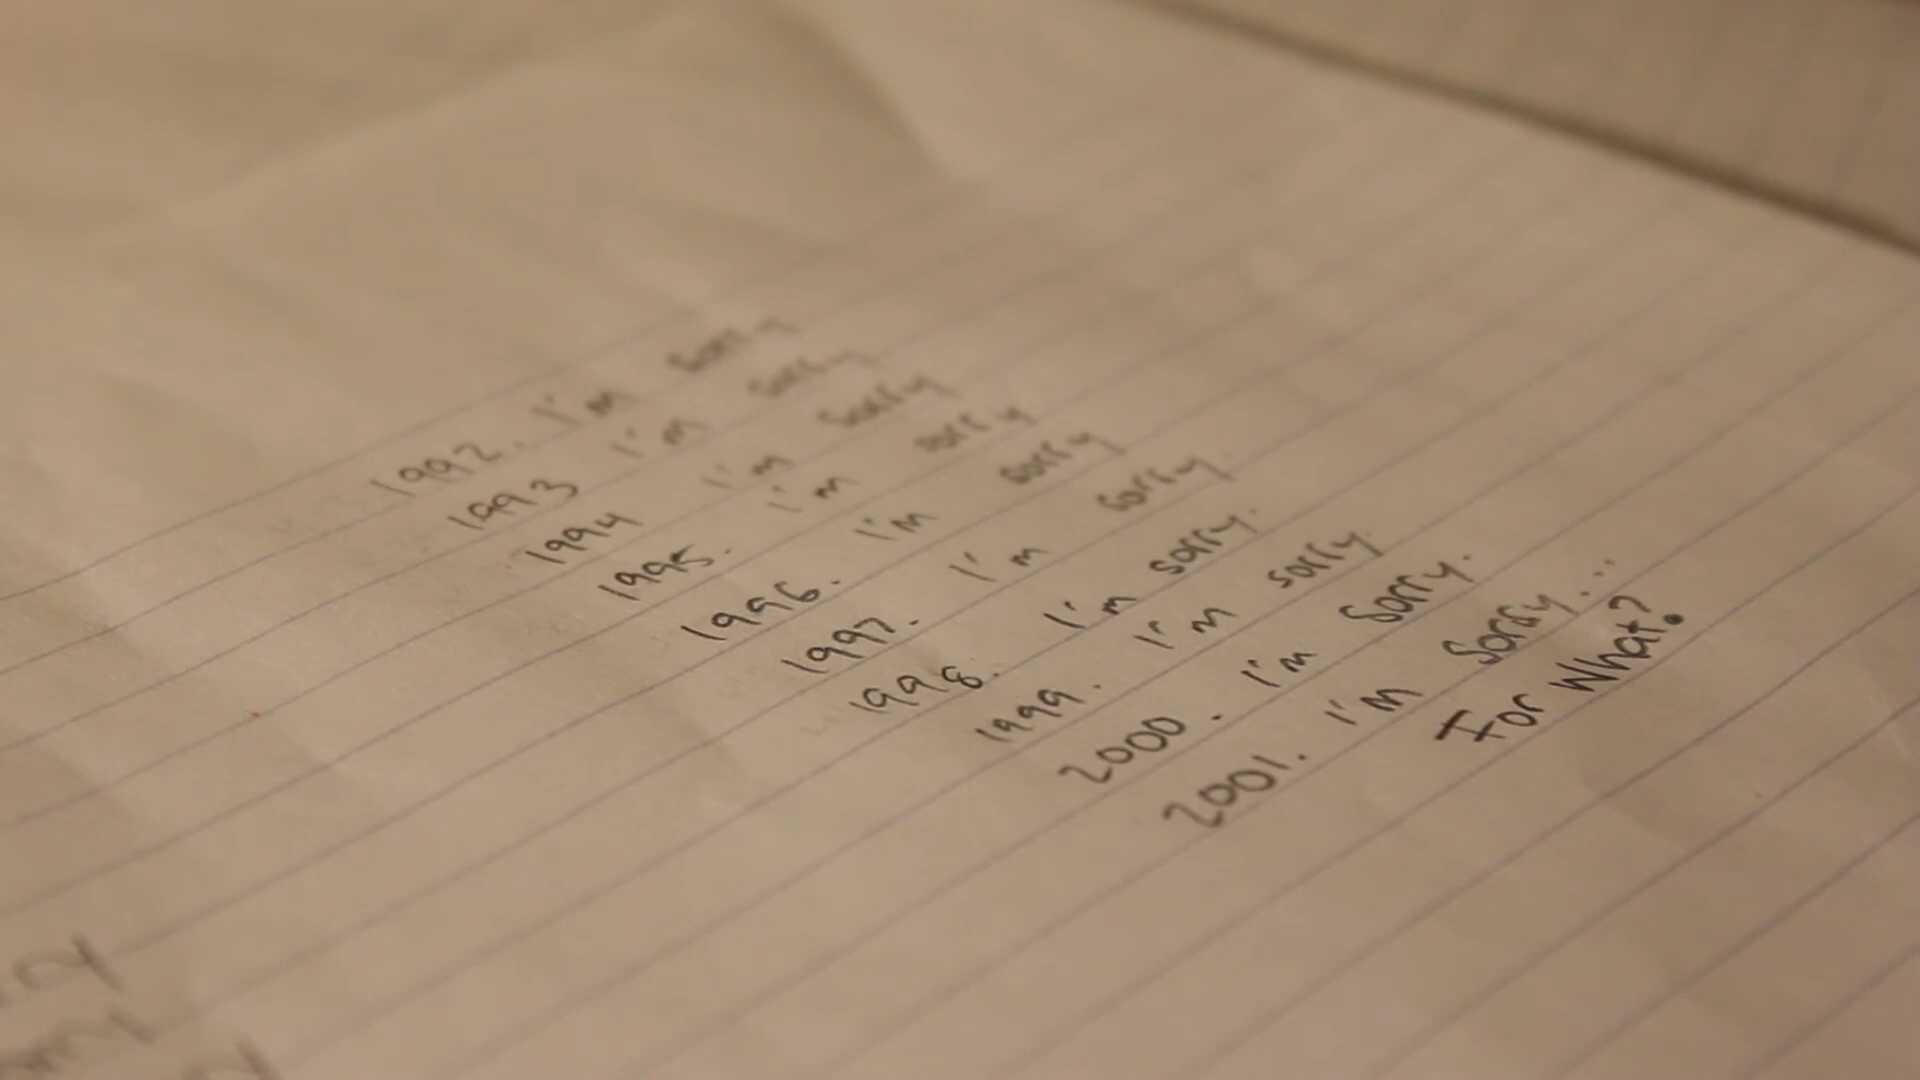 1992. I'm sorry
1993 I'm sorry
1994 I'm sorry
1995. I'm sorry
1996. I'm sorry
1997. I'm sorry.
1998. I'm sorry.
1999. I'm sorry.
2000. I'm sorry.
2001. I'm sorry...
For What?